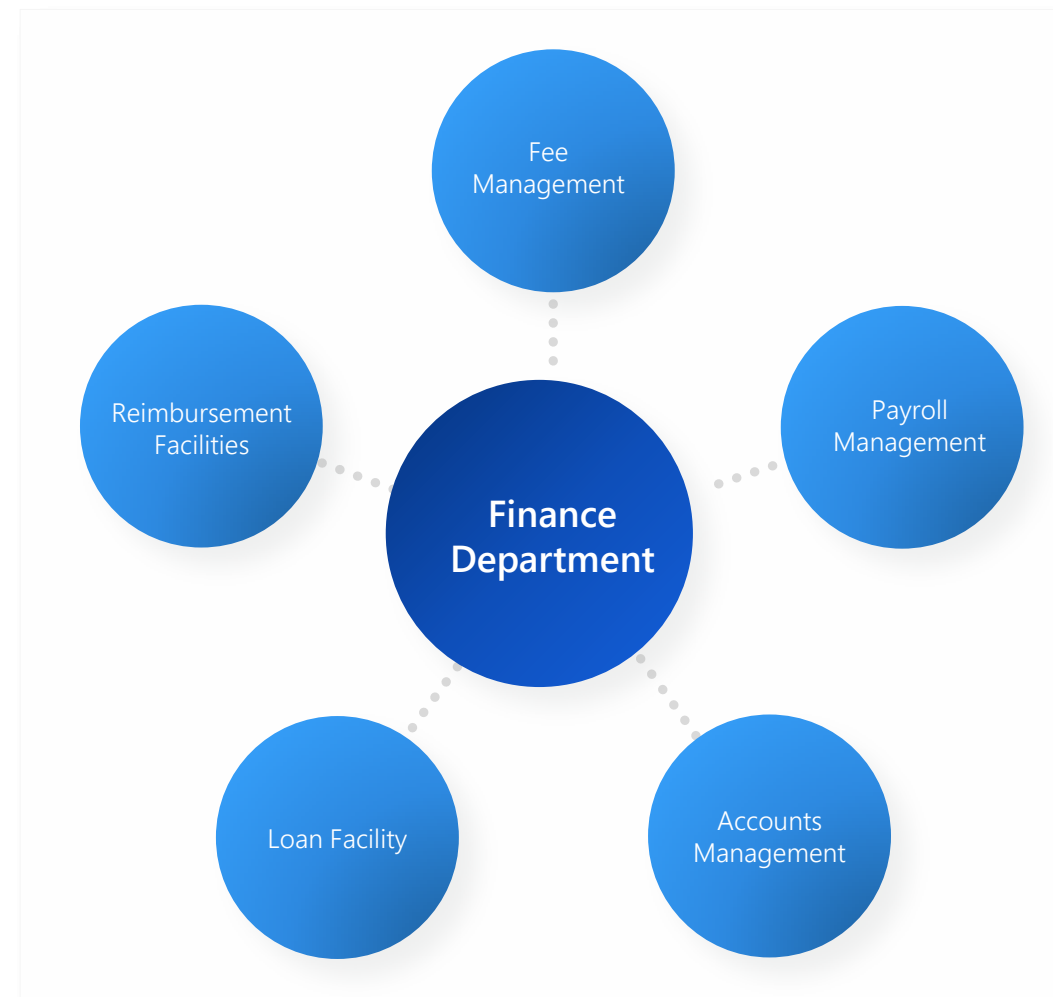 Fee
Management
Reimbursement
Facilities
Payroll
Management
Finance
Department
Loan Facility
Accounts
Management